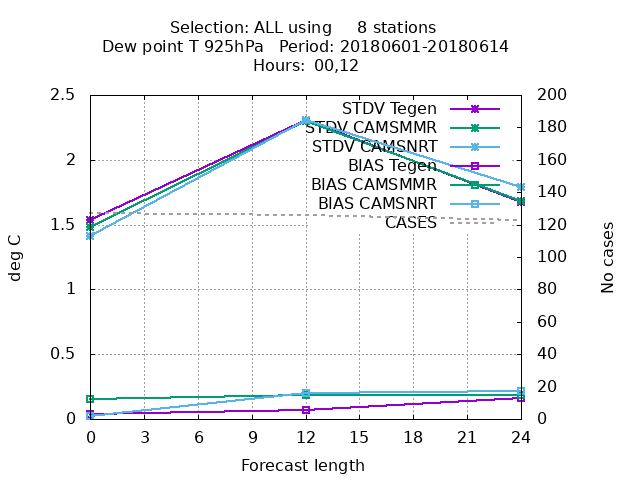 Selection: ALL using     8 stations
Dew point T 925hPa   Period: 20180601-20180614
Hours:  00,12
2.5
2
1.5
1
0.5
0
deg C
200
180
160
140
120
100
80
60
40
20
0
No cases
STDV Tegen
STDV CAMSMMR
STDV CAMSNRT
BIAS Tegen
BIAS CAMSMMR
BIAS CAMSNRT
CASES
0 3 6 9 12 15 18 21 24
Forecast length